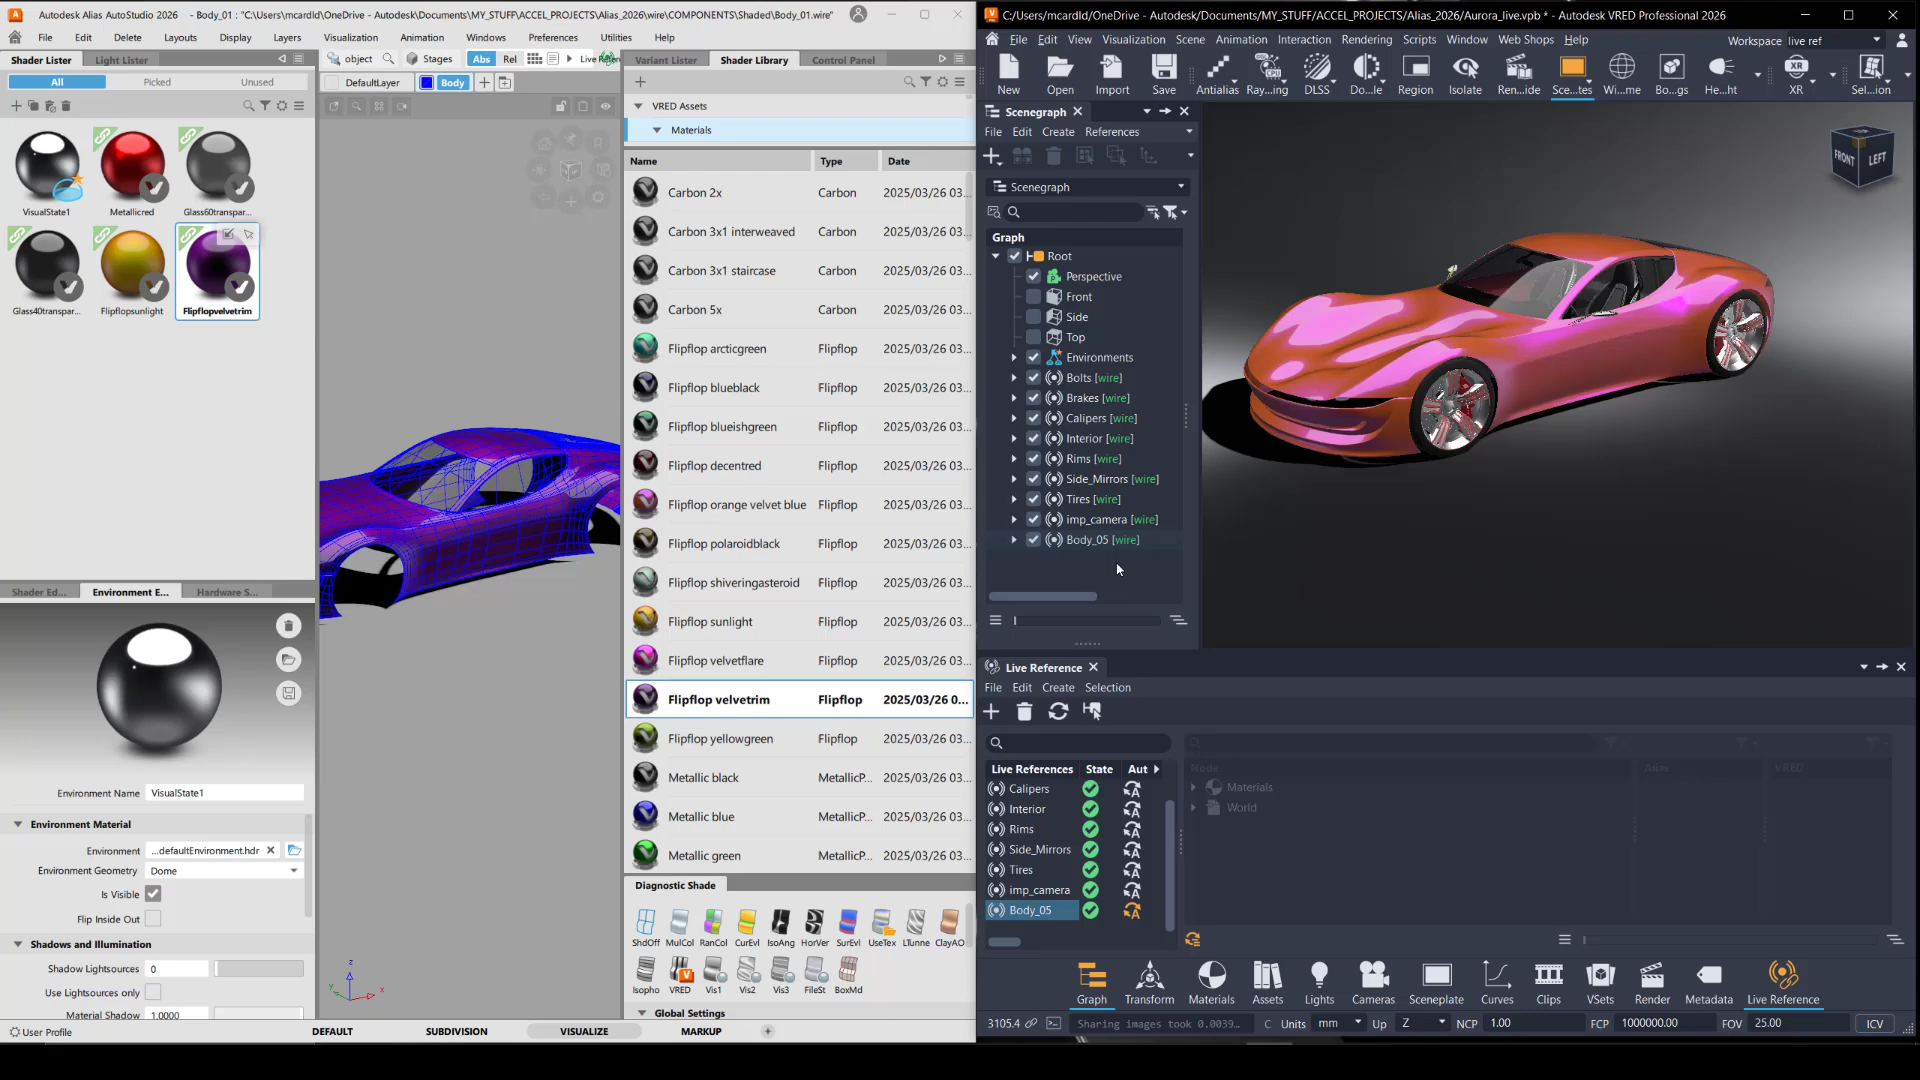 Autodesk Alias AutoStudio 2026 - Body_01 : "C:\Users\mcardld\OneDrive - Autodesk\Documents\MY_STUFF\ACCEL_PROJECTS\Alias_2026\wire\COMPONENTS\Shaded\Body_01.wire"
File Edit Delete Layouts Display Layers Visualization Animation Windows Preferences Utilities Help
Shader Lister Light Lister
All Picked Unused
VisualState1 Metallicred Glass60transpar...
Glass40transpar... Flipflopsunlight Flipflopvelvetrim
Shader Ed... Environment E... Hardware S...
Environment Name VisualState1
Environment Material
Environment ...defaultEnvironment.hdr
Environment Geometry Dome
Is Visible
Flip Inside Out
Shadows and Illumination
Shadow Lightsources 0
Use Lightsources only
Material Shadow 1.0000
User Profile
object Stages Abs Rel
DefaultLayer Body
z
y x
DEFAULT SUBDIVISION VISUALIZE MARKUP
Variant Lister Shader Library Control Panel
VRED Assets
Materials
Name Type Date
Carbon 2x Carbon 2025/03/26 03...
Carbon 3x1 interweaved Carbon 2025/03/26 03...
Carbon 3x1 staircase Carbon 2025/03/26 03...
Carbon 5x Carbon 2025/03/26 03...
Flipflop arcticgreen Flipflop 2025/03/26 03...
Flipflop blueblack Flipflop 2025/03/26 03...
Flipflop blueishgreen Flipflop 2025/03/26 03...
Flipflop decentred Flipflop 2025/03/26 03...
Flipflop orange velvet blue Flipflop 2025/03/26 03...
Flipflop polaroidblack Flipflop 2025/03/26 03...
Flipflop shiveringasteroid Flipflop 2025/03/26 03...
Flipflop sunlight Flipflop 2025/03/26 03...
Flipflop velvetflare Flipflop 2025/03/26 03...
Flipflop velvetrim Flipflop 2025/03/26 0...
Flipflop yellowgreen Flipflop 2025/03/26 03...
Metallic black MetallicP... 2025/03/26 03...
Metallic blue MetallicP... 2025/03/26 03...
Metallic green MetallicP... 2025/03/26 03...
Diagnostic Shade
ShdOff MulCol RanCol CurEvl IsoAng HorVer SurEvl UseTex LTunne ClayAO
Isopho VRED Vis1 Vis2 Vis3 FileSt BoxMd
Global Settings
C:/Users/mcardld/OneDrive - Autodesk/Documents/MY_STUFF/ACCEL_PROJECTS/Alias_2026/Aurora_live.vpb * - Autodesk VRED Professional 2026
File Edit View Visualization Scene Animation Interaction Rendering Scripts Window Web Shops Help Workspace live ref
New Open Import Save Antialias Ray...ing DLSS Do...le Region Isolate Ren...ide Sce...tes Wi...me Bo...gs He...ht XR Sel...ion
Scenegraph
File Edit Create References
Scenegraph
Graph
Root
Perspective
Front
Side
Top
Environments
Bolts [wire]
Brakes [wire]
Calipers [wire]
Interior [wire]
Rims [wire]
Side_Mirrors [wire]
Tires [wire]
imp_camera [wire]
Body_05 [wire]
FRONT LEFT
Live Reference
File Edit Create Selection
Live References State Aut
Calipers
Interior
Rims
Side_Mirrors
Tires
imp_camera
Body_05
Node Alias VRED
Materials
World
Graph Transform Materials Assets Lights Cameras Sceneplate Curves Clips VSets Render Metadata Live Reference
3105.4 Sharing images took 0.0039... C Units mm Up Z NCP 1.00 FCP 1000000.00 FOV 25.00 ICV